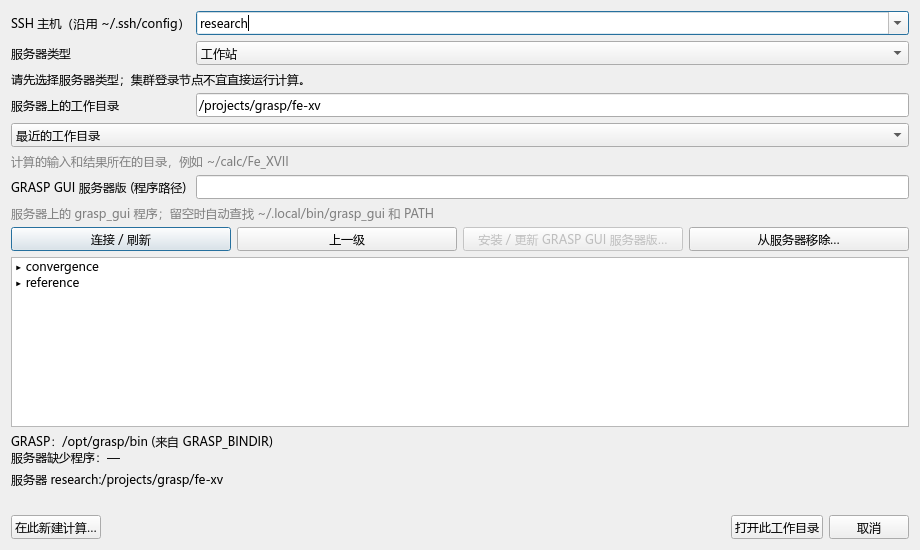 SSH 主机（沿用 ~/.ssh/config） research
服务器类型 工作站
请先选择服务器类型；集群登录节点不宜直接运行计算。
服务器上的工作目录 /projects/grasp/fe-xv
最近的工作目录
计算的输入和结果所在的目录，例如 ~/calc/Fe_XVII
GRASP GUI 服务器版 (程序路径)
服务器上的 grasp_gui 程序；留空时自动查找 ~/.local/bin/grasp_gui 和 PATH
连接 / 刷新 上一级 安装 / 更新 GRASP GUI 服务器版... 从服务器移除...
convergence
reference
GRASP：/opt/grasp/bin (来自 GRASP_BINDIR)
服务器缺少程序：—
服务器 research:/projects/grasp/fe-xv
在此新建计算... 打开此工作目录 取消